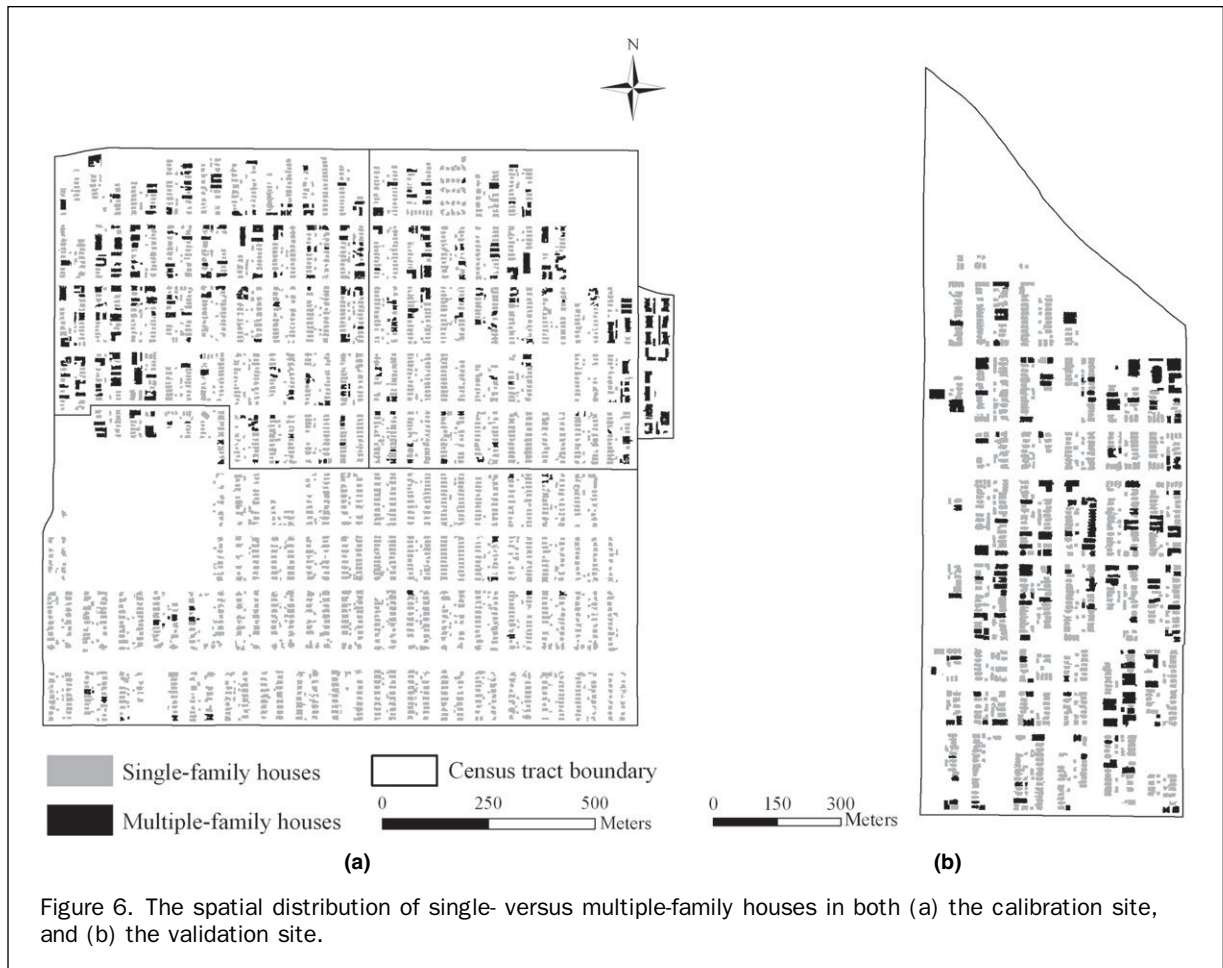 N
Single-family houses
Multiple-family houses
Census tract boundary
0 250 500
Meters
0 150 300
Meters
(a)
(b)
Figure 6. The spatial distribution of single- versus multiple-family houses in both (a) the calibration site,
and (b) the validation site.